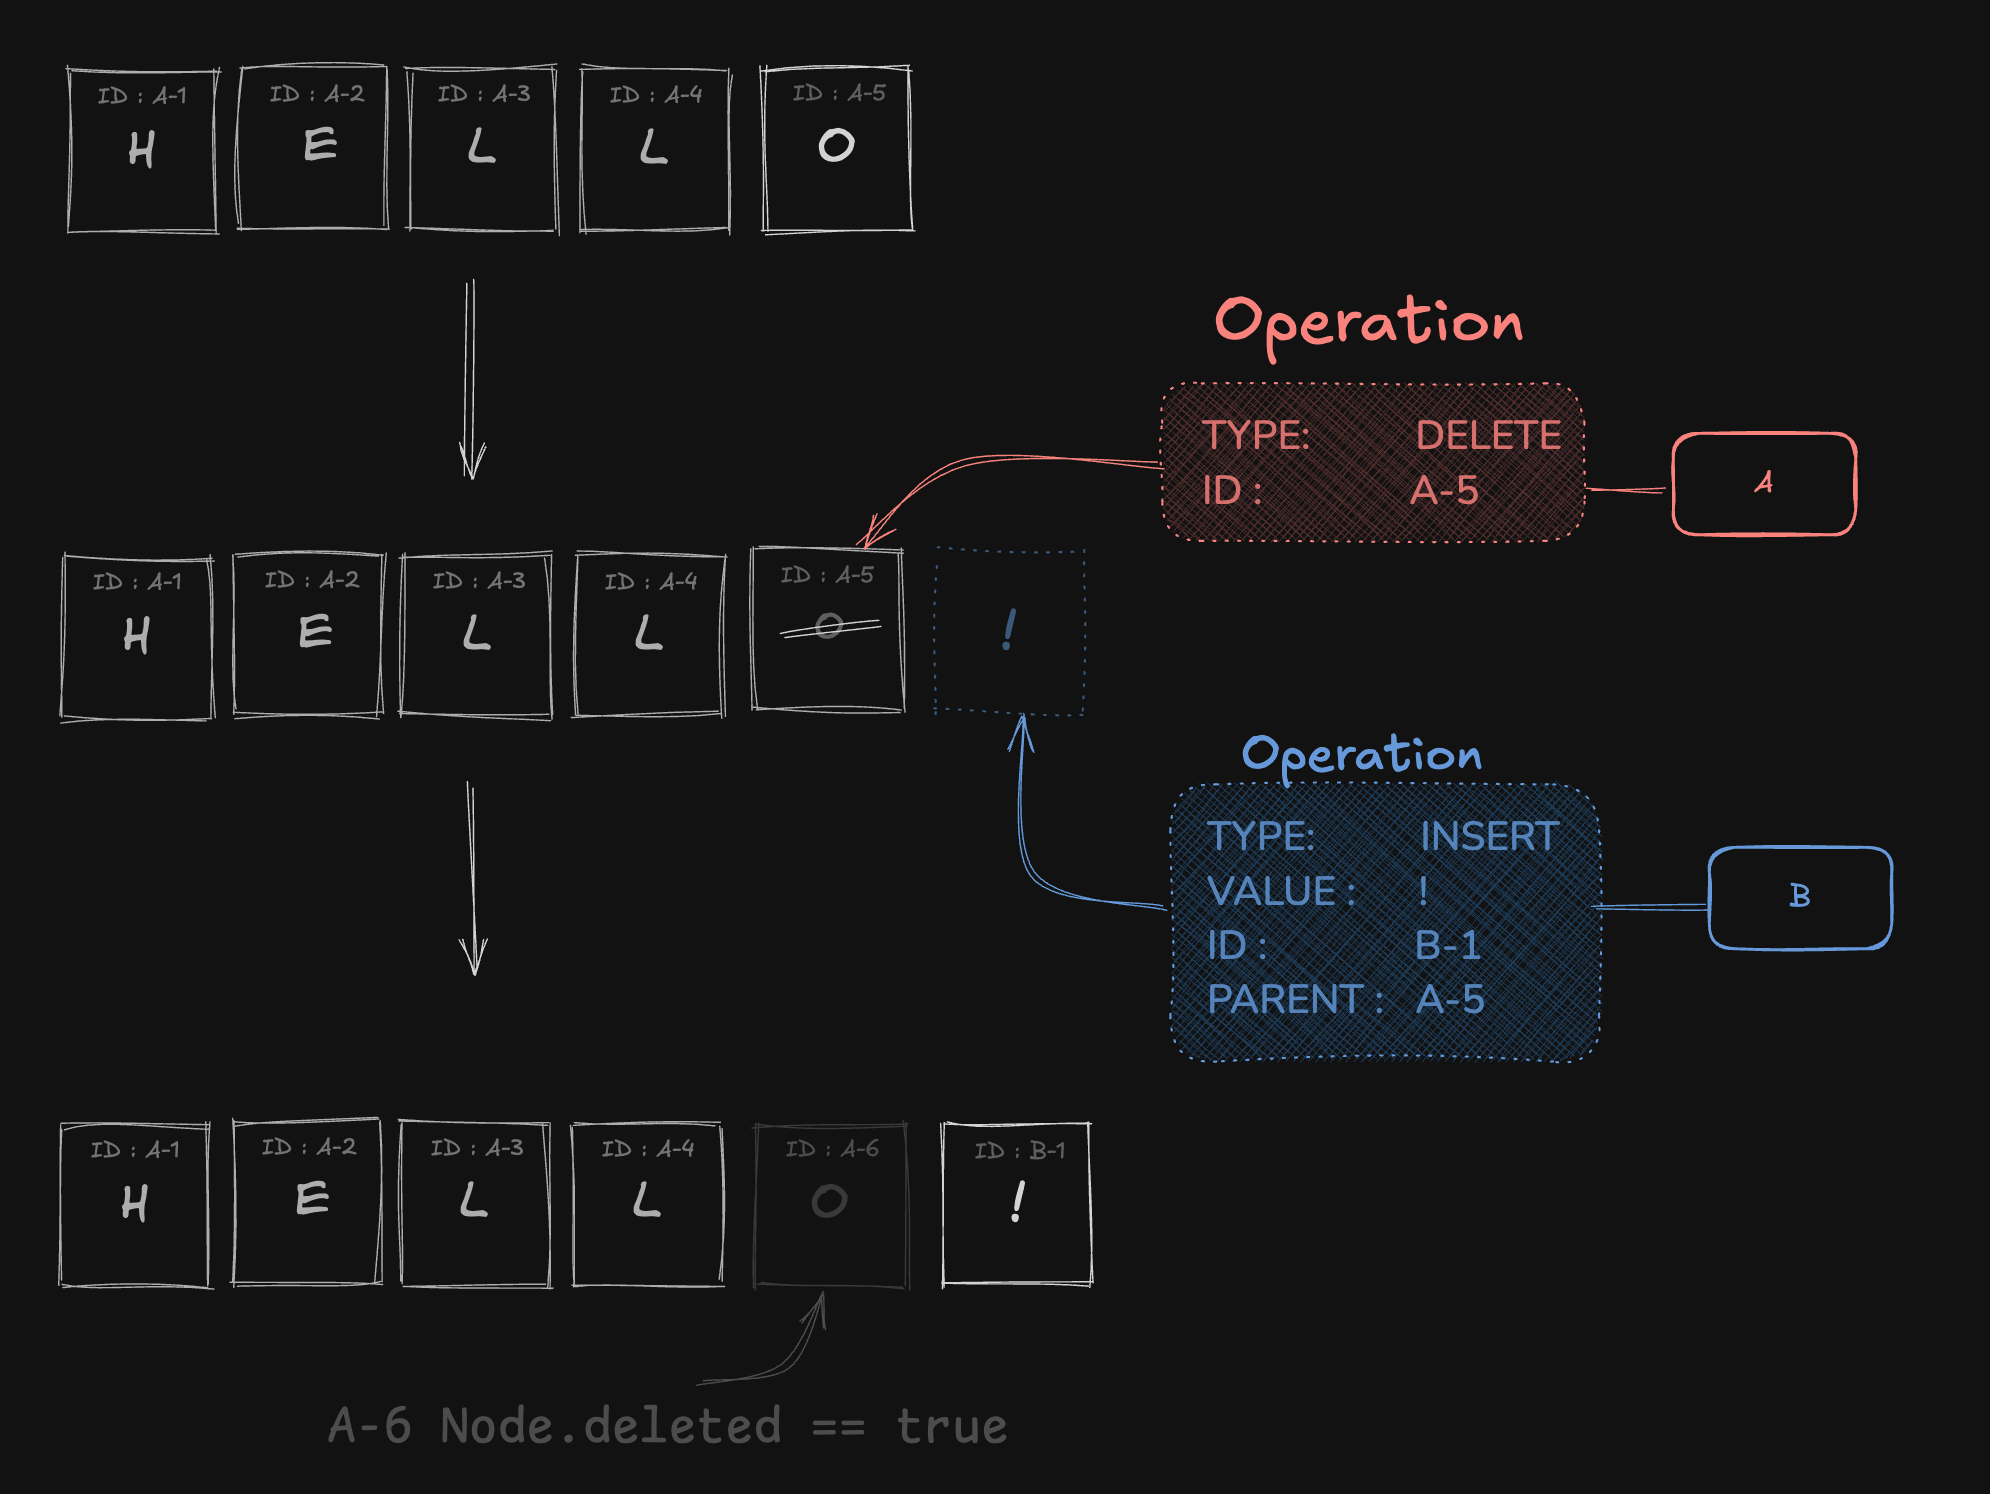 ID : A-1
H
ID : A-2
E
ID : A-3
L
ID : A-4
L
ID : A-5
O
Operation
TYPE: DELETE
ID : A-5
A
ID : A-1
H
ID : A-2
E
ID : A-3
L
ID : A-4
L
ID : A-5
O
!
Operation
TYPE: INSERT
VALUE : !
ID : B-1
PARENT : A-5
B
ID : A-1
H
ID : A-2
E
ID : A-3
L
ID : A-4
L
ID : A-6
O
ID : B-1
!
A-6 Node.deleted == true